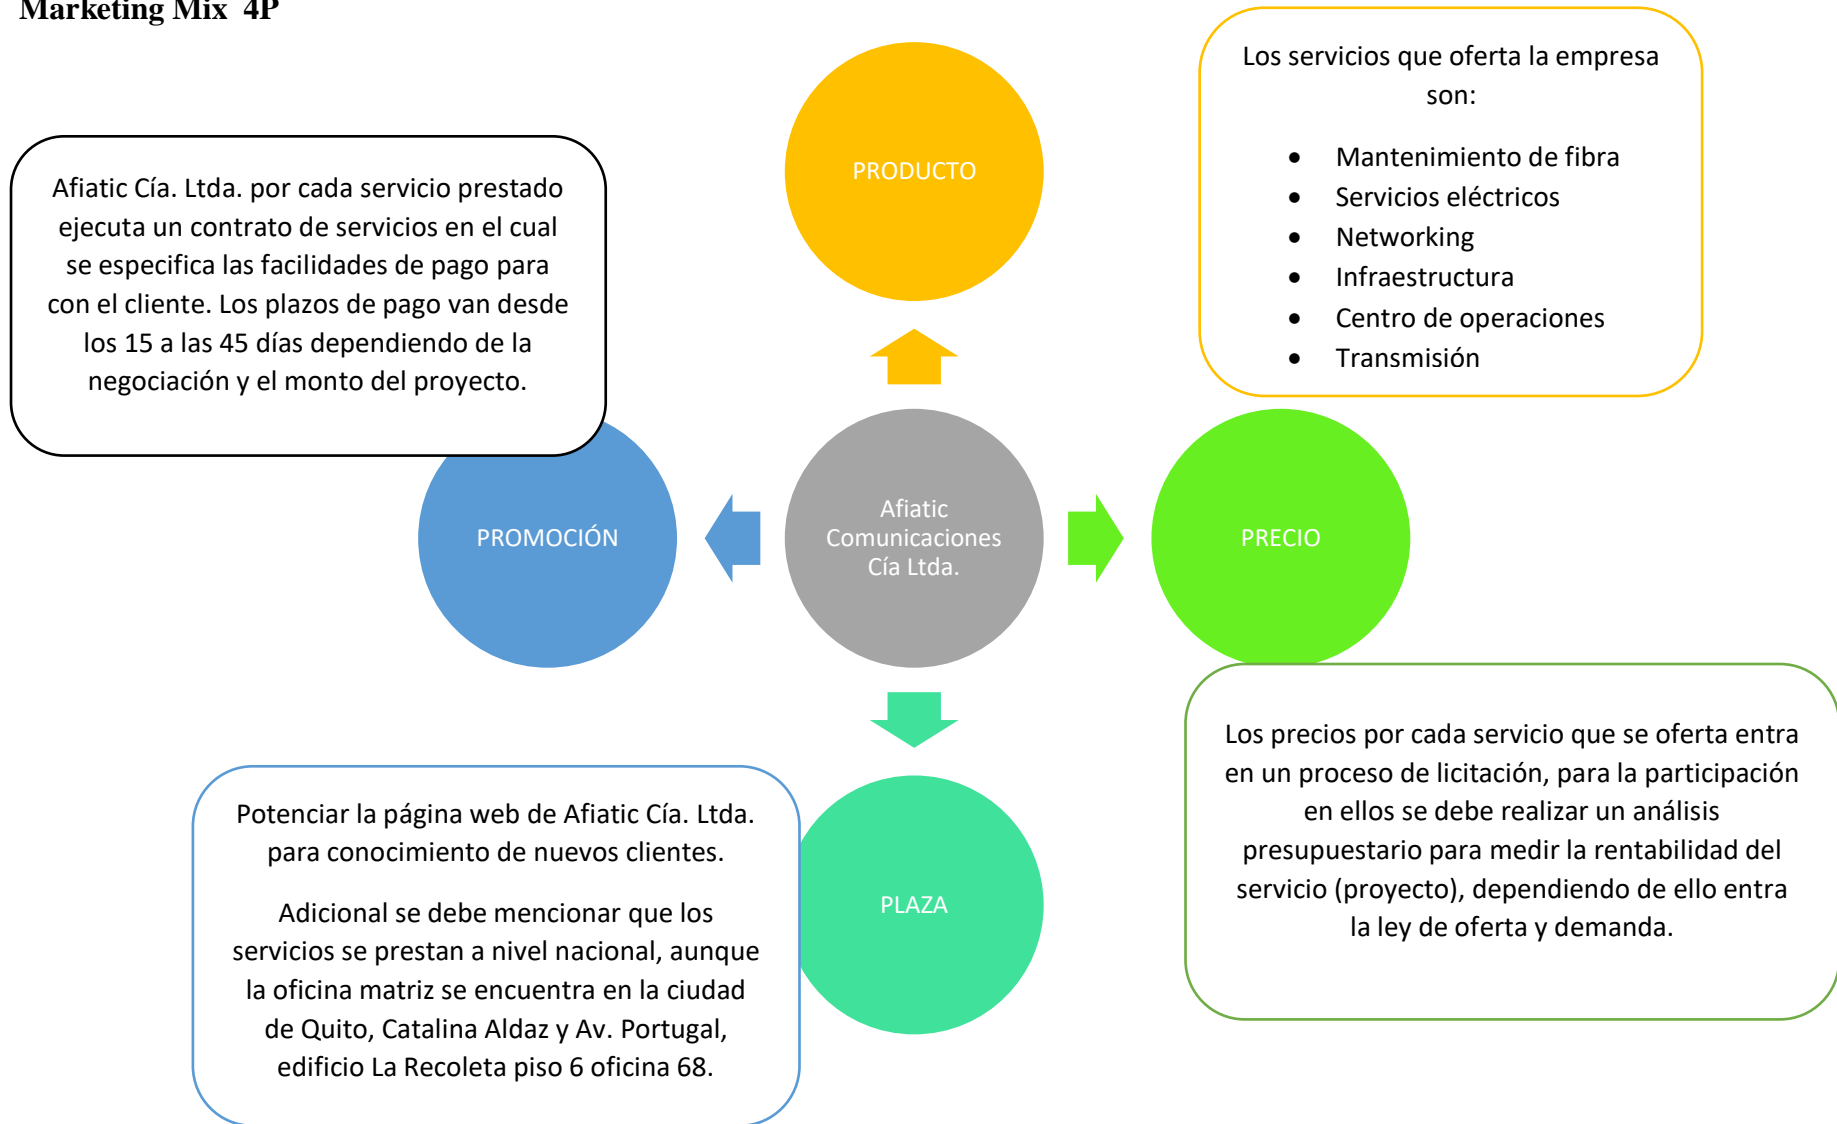 Marketing Mix 4P
PRODUCTO
Los servicios que oferta la empresa
son:
• Mantenimiento de fibra
• Servicios eléctricos
• Networking
• Infraestructura
• Centro de operaciones
• Transmisión
Afiatic Cía. Ltda. por cada servicio prestado
ejecuta un contrato de servicios en el cual
se especifica las facilidades de pago para
con el cliente. Los plazos de pago van desde
los 15 a las 45 días dependiendo de la
negociación y el monto del proyecto.
PROMOCIÓN
Afiatic
Comunicaciones
Cía Ltda.
PRECIO
Los precios por cada servicio que se oferta entra
en un proceso de licitación, para la participación
en ellos se debe realizar un análisis
presupuestario para medir la rentabilidad del
servicio (proyecto), dependiendo de ello entra
la ley de oferta y demanda.
Potenciar la página web de Afiatic Cía. Ltda.
para conocimiento de nuevos clientes.
Adicional se debe mencionar que los
servicios se prestan a nivel nacional, aunque
la oficina matriz se encuentra en la ciudad
de Quito, Catalina Aldaz y Av. Portugal,
edificio La Recoleta piso 6 oficina 68.
PLAZA